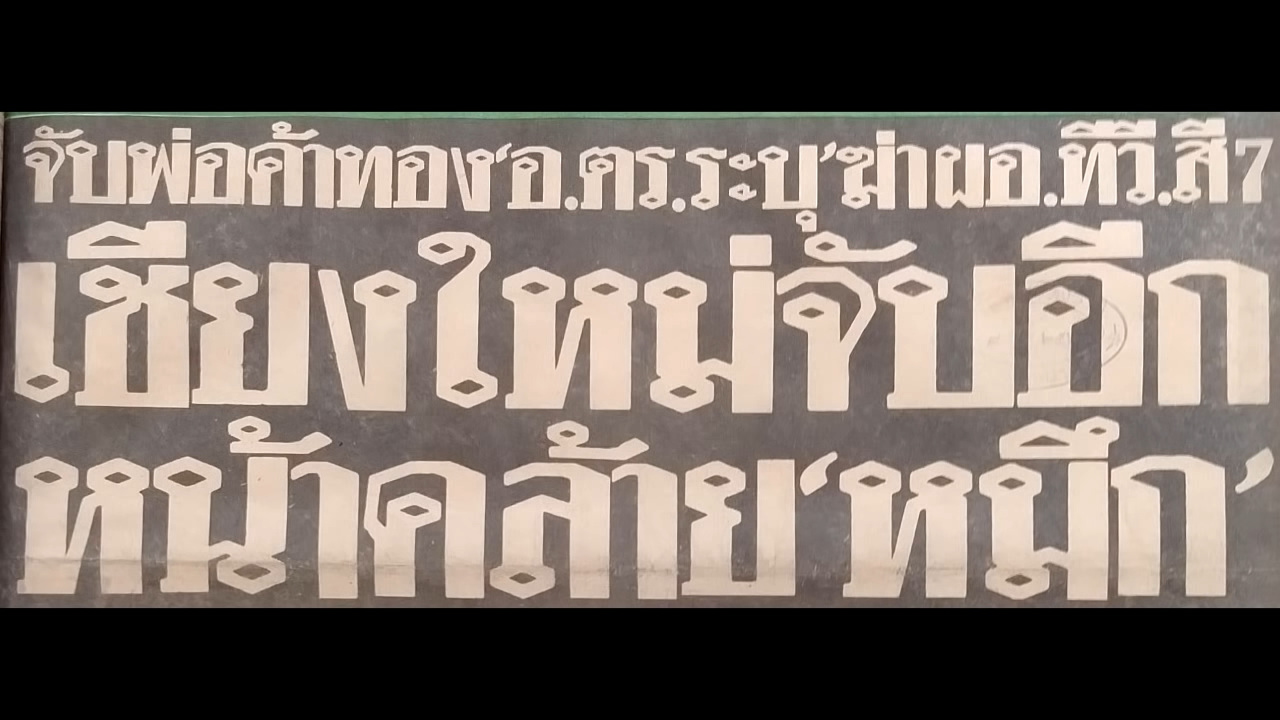 จับพ่อค้าทอง‘อ.ตร.ระบุ’ฆ่าผอ.ทีวี.สี7
เชียงใหม่จับอีก
หน้าคล้าย‘หมึก’